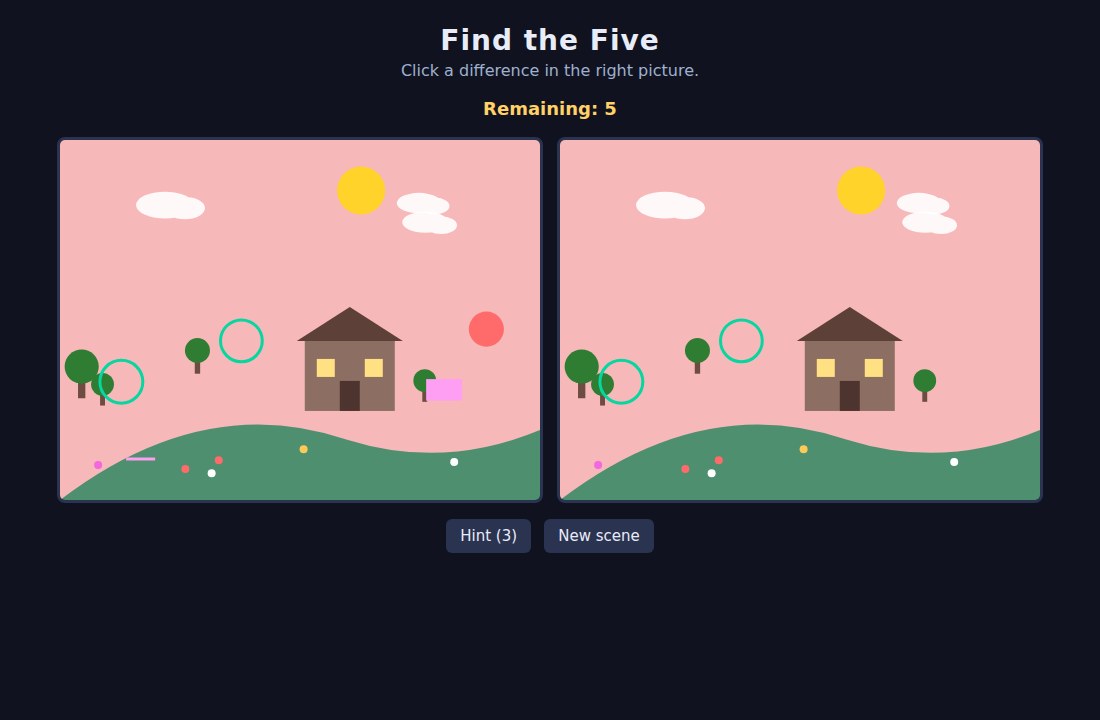 Find the Five
Click a difference in the right picture.
Remaining: 5
Hint (3)
New scene